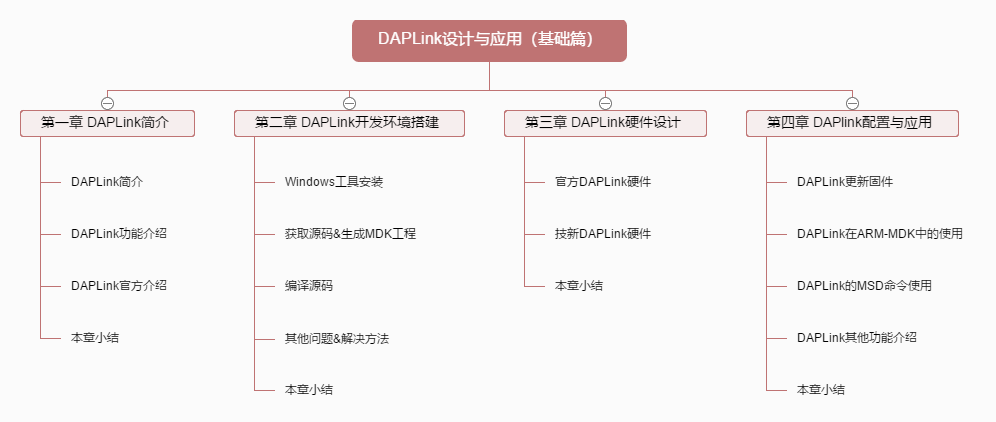 DAPLink设计与应用（基础篇）
第一章 DAPLink简介
DAPLink简介
DAPLink功能介绍
DAPLink官方介绍
本章小结
第二章 DAPLink开发环境搭建
Windows工具安装
获取源码&生成MDK工程
编译源码
其他问题&解决方法
本章小结
第三章 DAPLink硬件设计
官方DAPLink硬件
技新DAPLink硬件
本章小结
第四章 DAPlink配置与应用
DAPLink更新固件
DAPLink在ARM-MDK中的使用
DAPLink的MSD命令使用
DAPLink其他功能介绍
本章小结